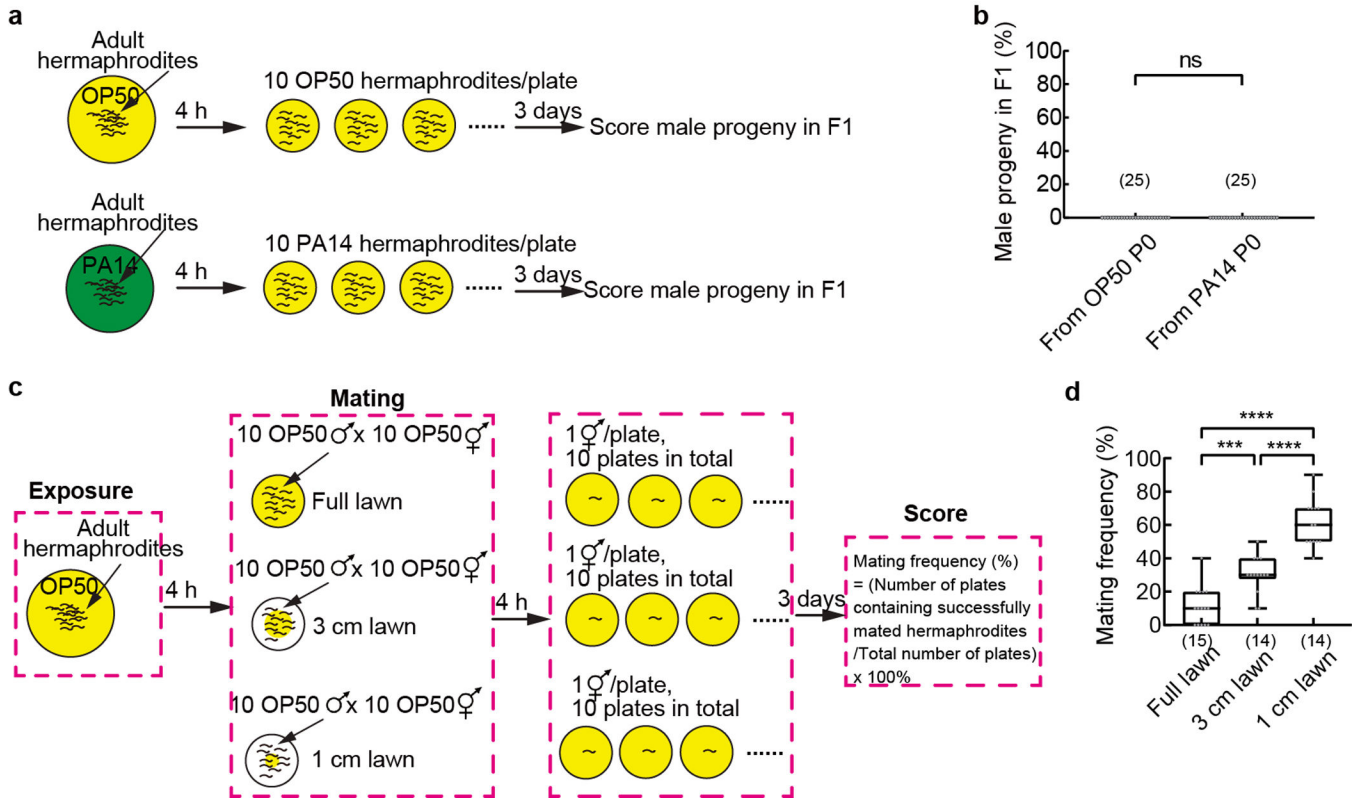 a
Adult
hermaphrodites
OP50
4 h
10 OP50 hermaphrodites/plate
......
3 days
Score male progeny in F1
Adult
hermaphrodites
PA14
4 h
10 PA14 hermaphrodites/plate
......
3 days
Score male progeny in F1
b
Male progeny in F1 (%)
100
80
60
40
20
0
ns
(25)
(25)
From OP50 P0
From PA14 P0
c
Exposure
Adult
hermaphrodites
OP50
4 h
Mating
10 OP50 ♂ x 10 OP50 ⚥
Full lawn
10 OP50 ♂ x 10 OP50 ⚥
3 cm lawn
10 OP50 ♂ x 10 OP50 ⚥
1 cm lawn
4 h
1 ⚥/plate,
10 plates in total
......
1 ⚥/plate,
10 plates in total
......
1 ⚥/plate,
10 plates in total
......
3 days
Score
Mating frequency (%)
= (Number of plates
containing successfully
mated hermaphrodites
/Total number of plates)
x 100%
d
Mating frequency (%)
100
80
60
40
20
0
****
***
****
(15)
(14)
(14)
Full lawn
3 cm lawn
1 cm lawn